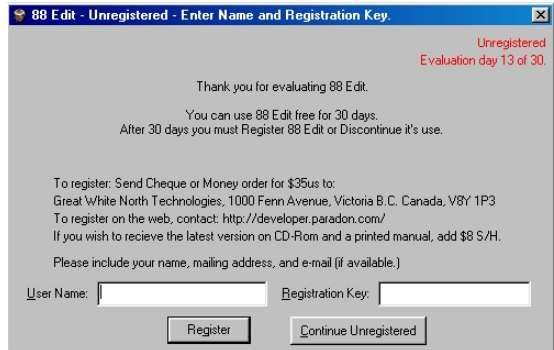 88 Edit - Unregistered - Enter Name and Registration Key.
Unregistered
Evaluation day 13 of 30.
Thank you for evaluating 88 Edit.
You can use 88 Edit free for 30 days.
After 30 days you must Register 88 Edit or Discontinue it's use.
To register: Send Cheque or Money order for $35us to:
Great White North Technologies, 1000 Fenn Avenue, Victoria B.C. Canada, V8Y 1P3
To register on the web, contact: http://developer.paradon.com/
If you wish to recieve the latest version on CD-Rom and a printed manual, add $8 S/H.
Please include your name, mailing address, and e-mail (if available.)
User Name: Registration Key:
Register Continue Unregistered